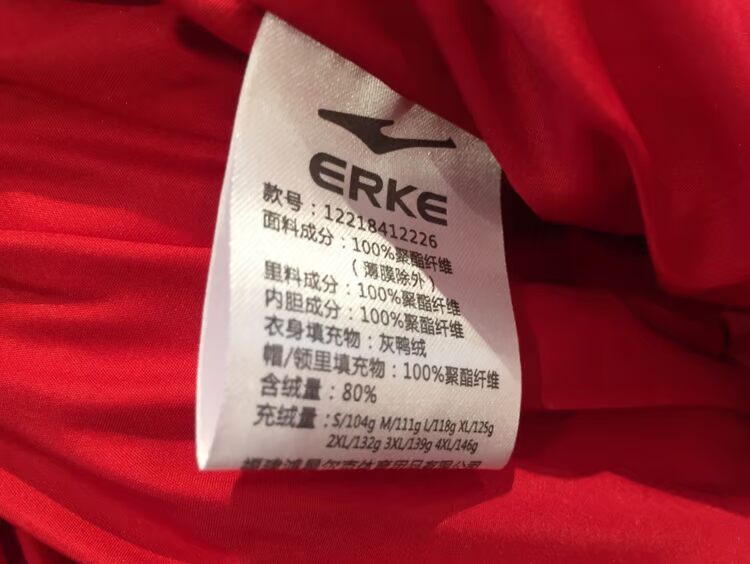 ERKE
款号：12218412226
面料成分：100%聚酯纤维
（薄膜除外）
里料成分：100%聚酯纤维
内胆成分：100%聚酯纤维
衣身填充物：灰鸭绒
帽/领里填充物：100%聚酯纤维
含绒量：80%
充绒量：S/104g M/111g L/118g XL/125g
2XL/132g 3XL/139g 4XL/146g